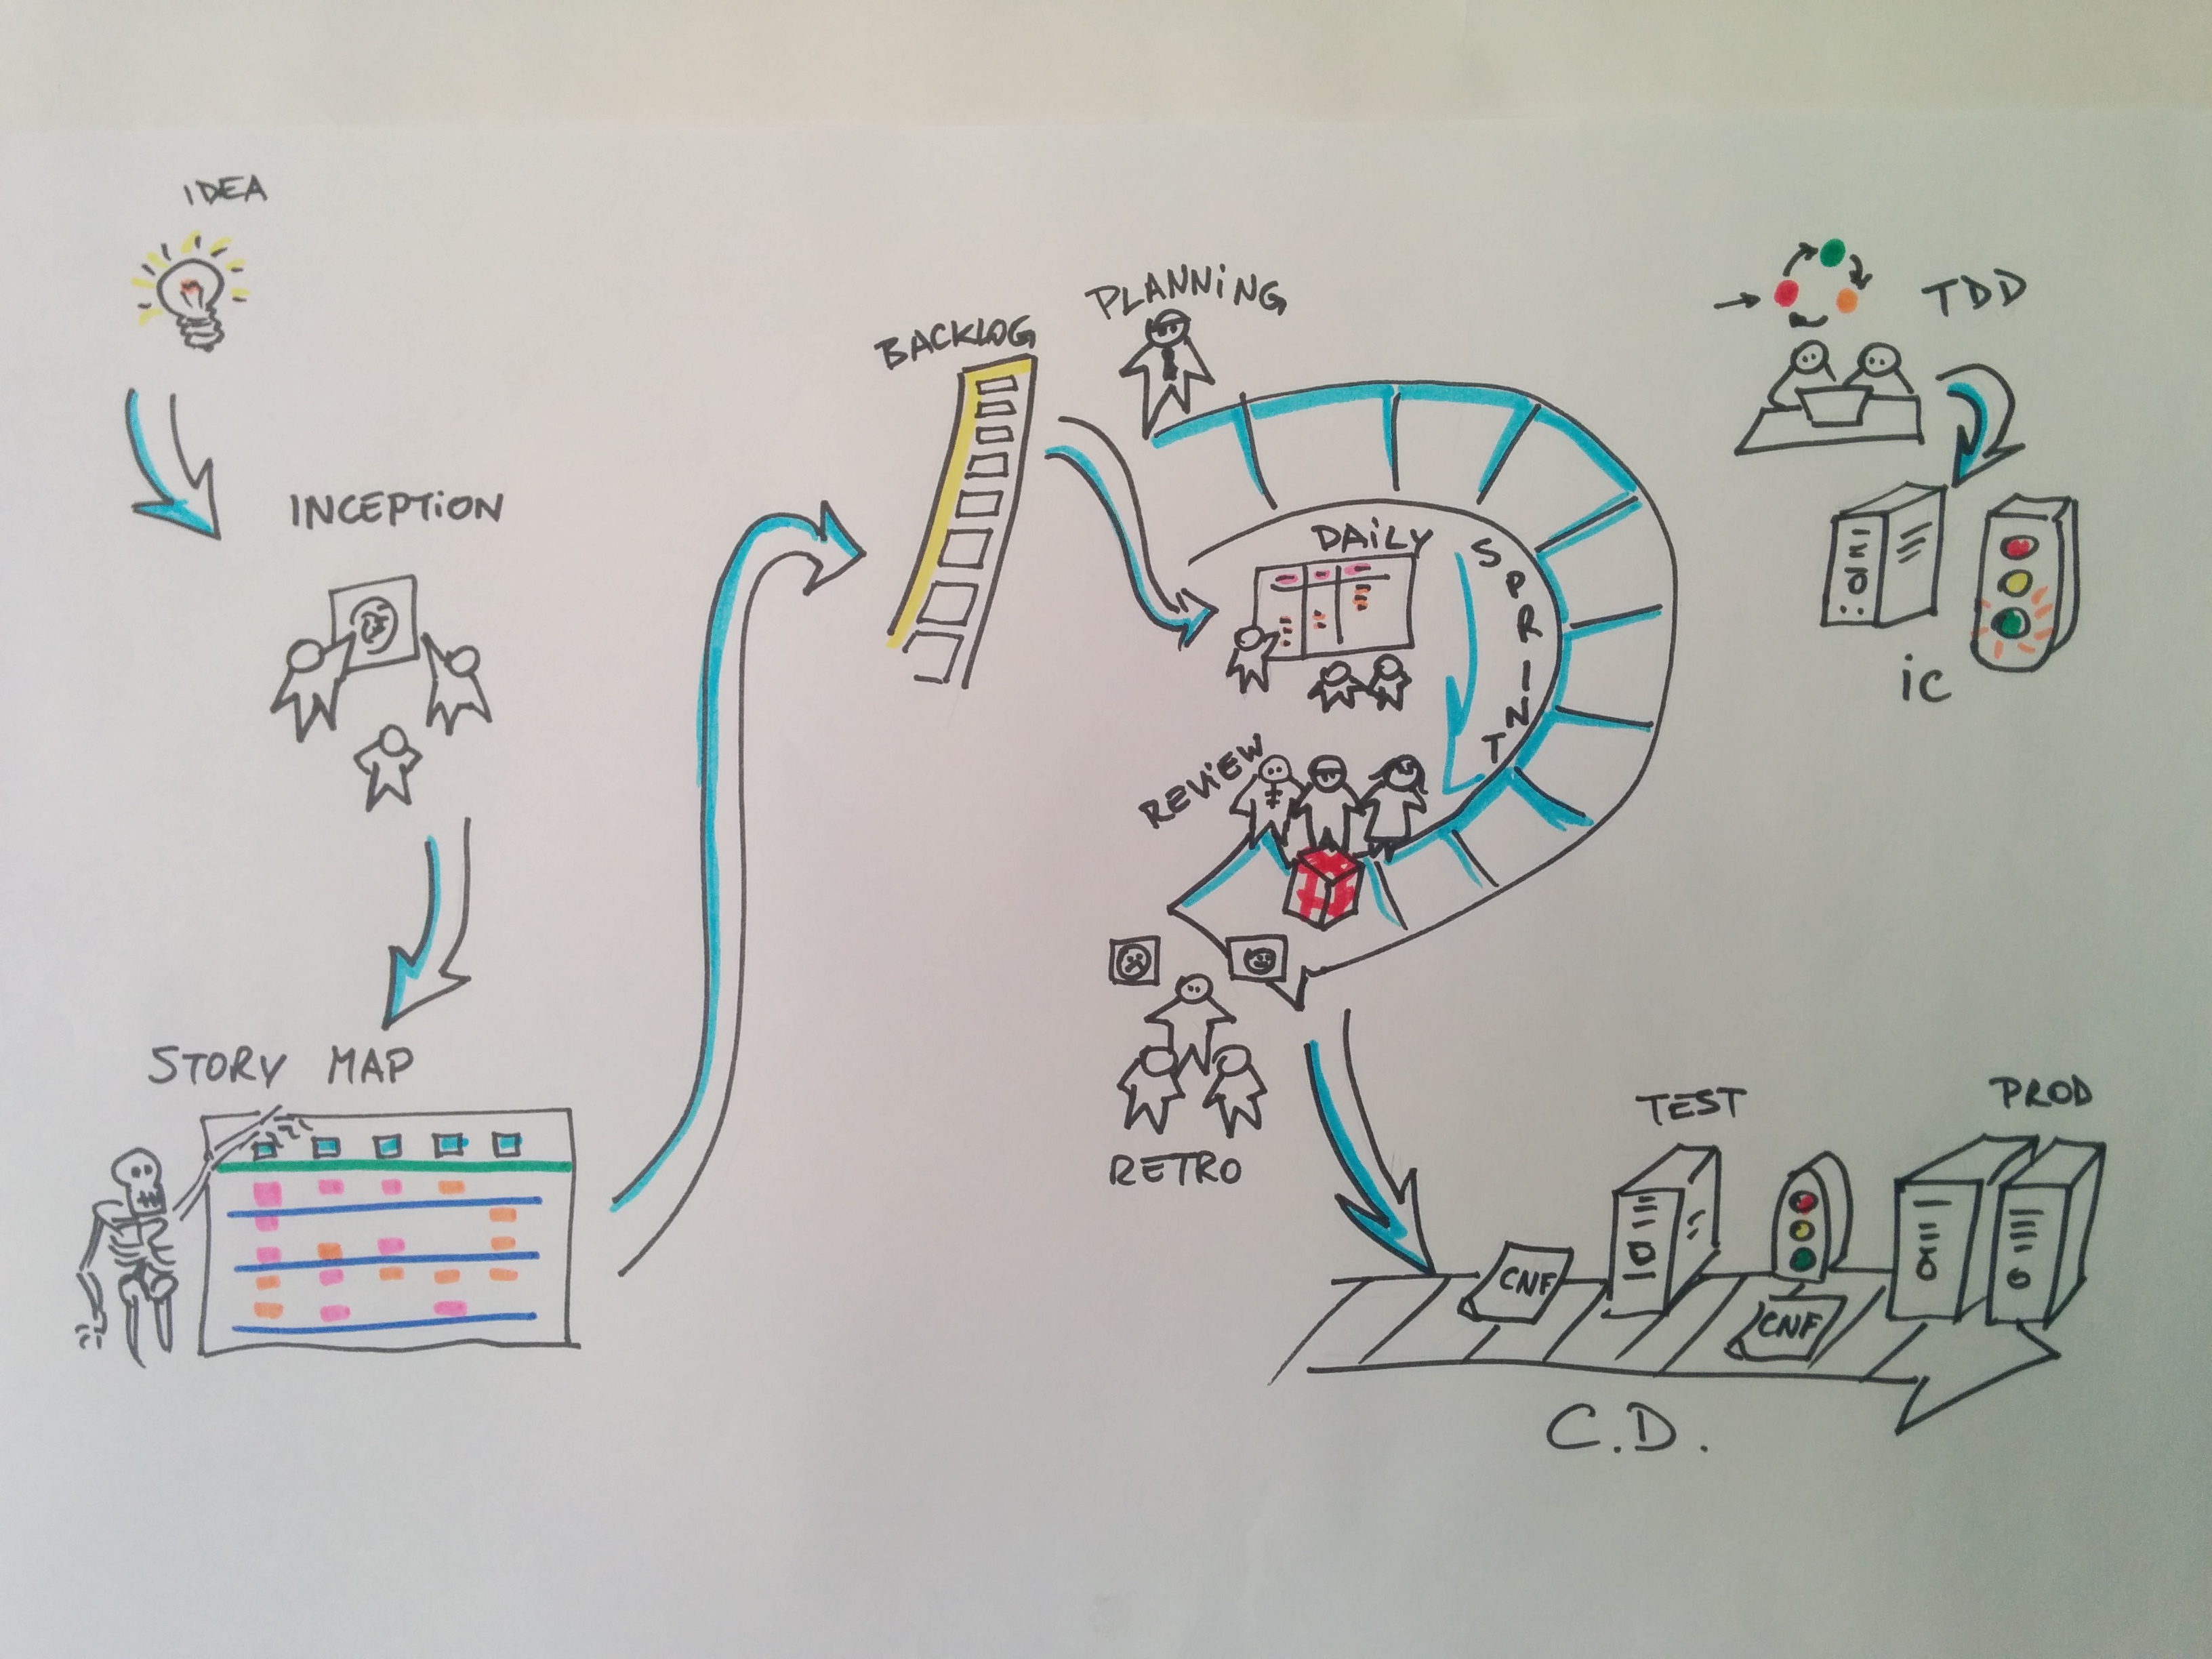 IDEA
INCEPTION
STORY MAP
BACKLOG
PLANNING
DAILY
SPRINT
REVIEW
RETRO
TDD
iC
TEST
PROD
CNF
CNF
C.D.